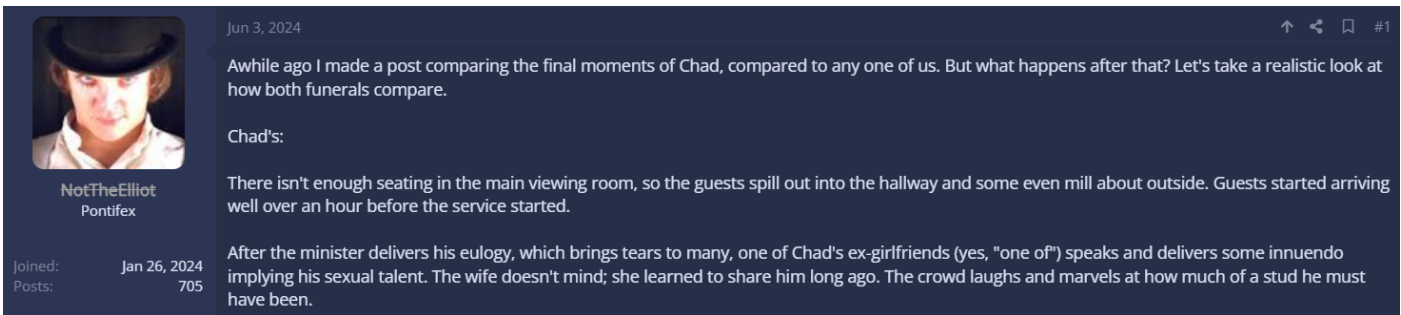 Jun 3, 2024
#1
Awhile ago I made a post comparing the final moments of Chad, compared to any one of us. But what happens after that? Let's take a realistic look at
how both funerals compare.
Chad's:
There isn't enough seating in the main viewing room, so the guests spill out into the hallway and some even mill about outside. Guests started arriving
well over an hour before the service started.
After the minister delivers his eulogy, which brings tears to many, one of Chad's ex-girlfriends (yes, "one of") speaks and delivers some innuendo
implying his sexual talent. The wife doesn't mind; she learned to share him long ago. The crowd laughs and marvels at how much of a stud he must
have been.
NotTheElliot
Pontifex
Joined: Jan 26, 2024
Posts: 705